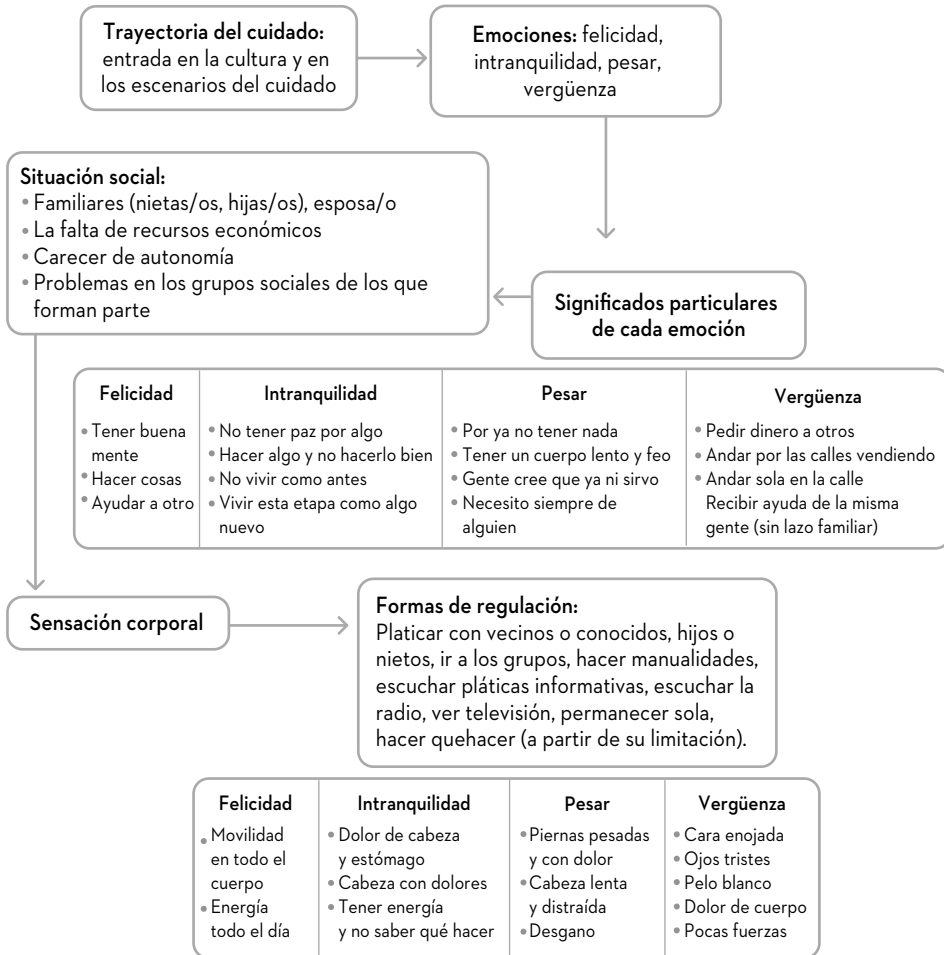 Trayectoria del cuidado:
entrada en la cultura y en
los escenarios del cuidado
Emociones: felicidad,
intranquilidad, pesar,
vergüenza
Situación social:
• Familiares (nietas/os, hijas/os), esposa/o
• La falta de recursos económicos
• Carecer de autonomía
• Problemas en los grupos sociales de los que
forman parte
Significados particulares
de cada emoción
Felicidad
• Tener buena
mente
• Hacer cosas
• Ayudar a otro
Intranquilidad
• No tener paz por algo
• Hacer algo y no hacerlo bien
• No vivir como antes
• Vivir esta etapa como algo
nuevo
Pesar
• Por ya no tener nada
• Tener un cuerpo lento y feo
• Gente cree que ya ni sirvo
• Necesito siempre de
alguien
Vergüenza
• Pedir dinero a otros
• Andar por las calles vendiendo
• Andar sola en la calle
Recibir ayuda de la misma
gente (sin lazo familiar)
Sensación corporal
Formas de regulación:
Platicar con vecinos o conocidos, hijos o
nietos, ir a los grupos, hacer manualidades,
escuchar pláticas informativas, escuchar la
radio, ver televisión, permanecer sola,
hacer quehacer (a partir de su limitación).
Felicidad
• Movilidad
en todo el
cuerpo
• Energía
todo el día
Intranquilidad
• Dolor de cabeza
y estómago
• Cabeza con dolores
• Tener energía
y no saber qué hacer
Pesar
• Piernas pesadas
y con dolor
• Cabeza lenta
y distraída
• Desgano
Vergüenza
• Cara enojada
• Ojos tristes
• Pelo blanco
• Dolor de cuerpo
• Pocas fuerzas